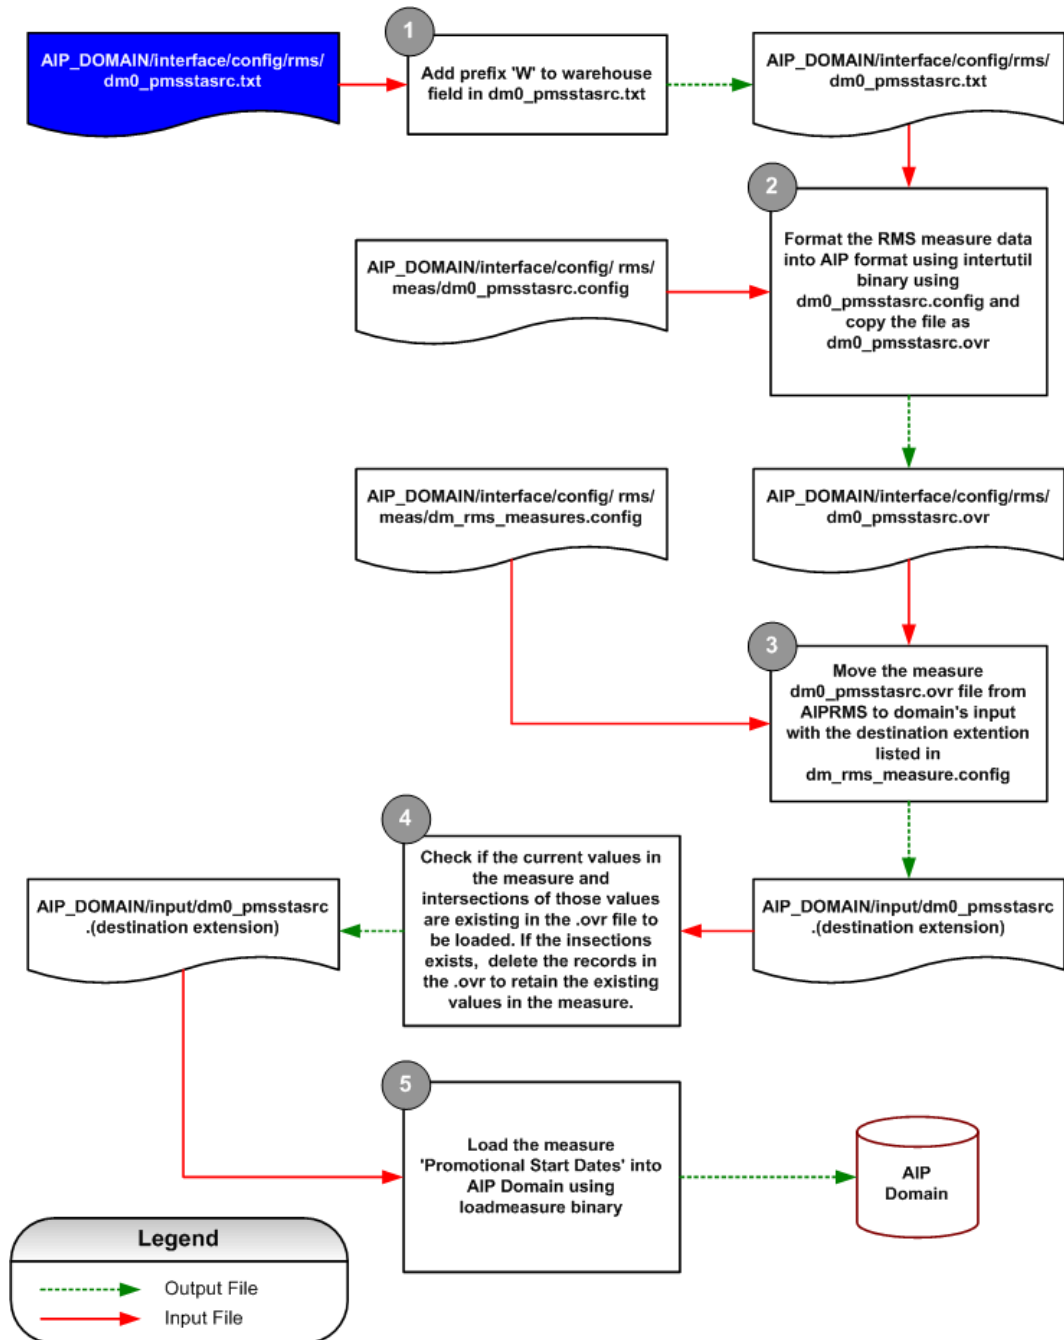 AIP_DOMAIN/interface/config/rms/
dm0_pmsstasrc.txt
1
Add prefix 'W' to warehouse
field in dm0_pmsstasrc.txt
AIP_DOMAIN/interface/config/rms/
dm0_pmsstasrc.txt
2
Format the RMS measure data
into AIP format using intertutil
binary using
dm0_pmsstasrc.config and
copy the file as
dm0_pmsstasrc.ovr
AIP_DOMAIN/interface/config/ rms/
meas/dm0_pmsstasrc.config
AIP_DOMAIN/interface/config/ rms/
meas/dm_rms_measures.config
AIP_DOMAIN/interface/config/rms/
dm0_pmsstasrc.ovr
3
Move the measure
dm0_pmsstasrc.ovr file from
AIPRMS to domain's input
with the destination extention
listed in
dm_rms_measure.config
4
Check if the current values in
the measure and
intersections of those values
are existing in the .ovr file to
be loaded. If the insections
exists,  delete the records in
the .ovr to retain the existing
values in the measure.
AIP_DOMAIN/input/dm0_pmsstasrc
.(destination extension)
AIP_DOMAIN/input/dm0_pmsstasrc
.(destination extension)
5
Load the measure
'Promotional Start Dates' into
AIP Domain using
loadmeasure binary
AIP
Domain
Legend
Output File
Input File